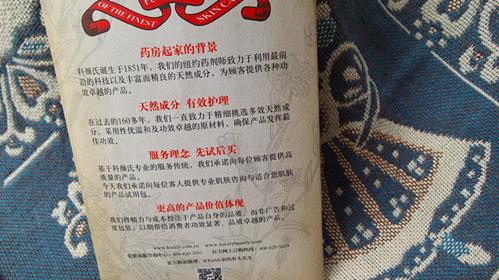 OF THE FINEST SKIN CA
药房起家的背景
科颜氏诞生于1851年，我们的纽约药剂师致力于利用最前
沿的科技以及丰富而精良的天然成分，为顾客提供各种功
效卓越的产品。
天然成分 有效护理
在过去的160多年，我们一直致力于精细挑选多效天然成
分，采用性状温和及功效卓越的原材料，确保产品发挥最
佳功效。
服务理念 先试后买
基于科颜氏专业的服务传统，我们承诺向每位顾客提供高
质量的产品。
今天我们承诺向每位客人提供专业肌肤咨询与适合您肌肤
的产品试用包。
更高的产品价值体现
我们将精力与成本投注于产品自身的品质，而非广告和过
度包装，以期带给消费者功效显著、品质卓越的产品。
www.kiehls.com.cn www.luxurybeauty.com